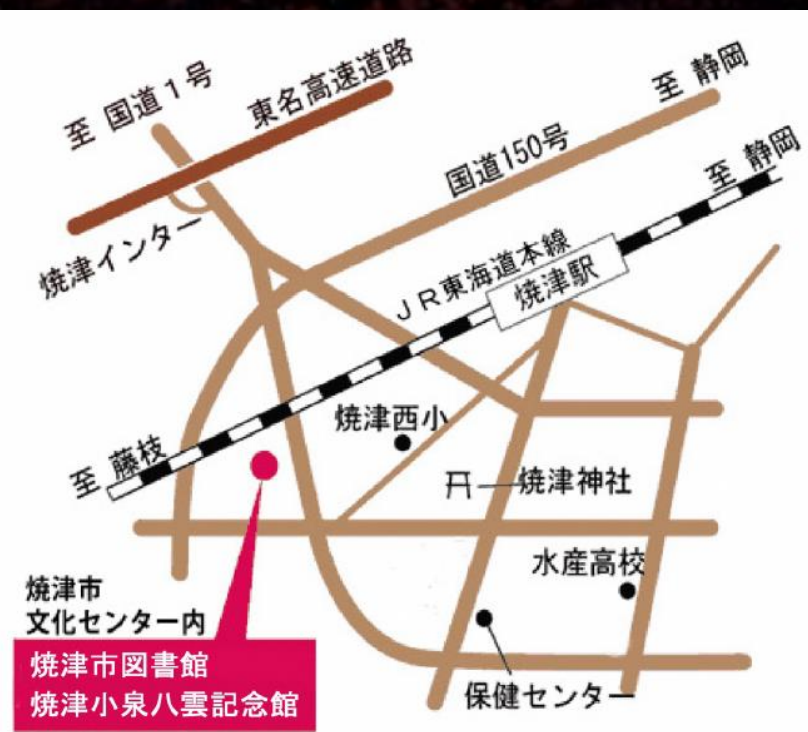 至 国道1号
東名高速道路
至 静岡
国道150号
至 静岡
焼津インター
JR東海道本線
焼津駅
焼津西小
至 藤枝
焼津神社
水産高校
焼津市
文化センター内
焼津市図書館
焼津小泉八雲記念館
保健センター